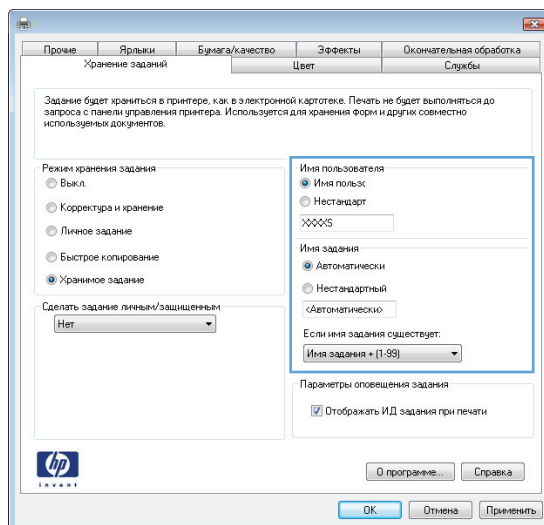 Прочие Ярлыки Бумага/качество Эффекты Окончательная обработка
Хранение заданий Цвет Службы
Задание будет храниться в принтере, как в электронной картотеке. Печать не будет выполняться до
запроса с панели управления принтера. Используется для хранения форм и других совместно
используемых документов.
Режим хранения задания
Выкл.
Корректура и хранение
Личное задание
Быстрое копирование
Хранимое задание
Сделать задание личным/защищенным
Нет
Имя пользователя
Имя пользс
Нестандарт
XXXXS
Имя задания
Автоматически
Нестандартный
<Автоматически>
Если имя задания существует:
Имя задания + (1-99)
Параметры оповещения задания
Отображать ИД задания при печати
hp
invent
О программе... Справка
OK Отмена Применить